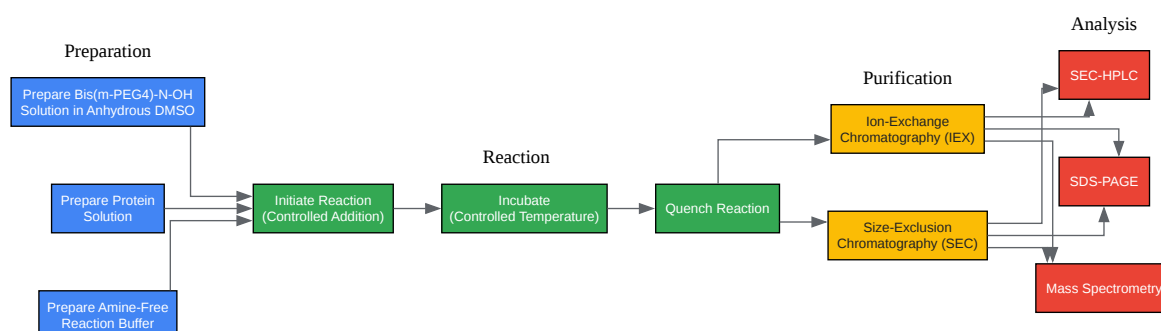 Preparation
Prepare Bis(m-PEG4)-N-OH
Solution in Anhydrous DMSO
Prepare Protein
Solution
Prepare Amine-Free
Reaction Buffer
Reaction
Initiate Reaction
(Controlled Addition)
Incubate
(Controlled Temperature)
Quench Reaction
Purification
Ion-Exchange
Chromatography (IEX)
Size-Exclusion
Chromatography (SEC)
Analysis
SEC-HPLC
SDS-PAGE
Mass Spectrometry